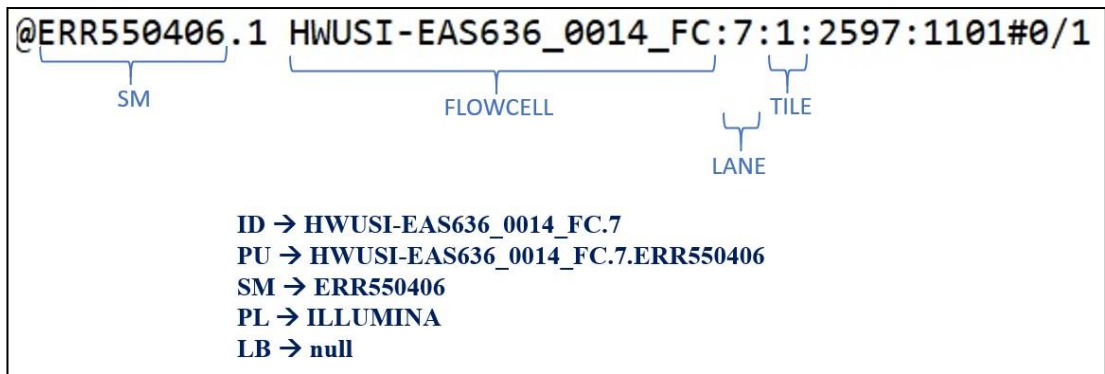 @ERR550406.1 HWUSI-EAS636_0014_FC:7:1:2597:1101#0/1
SM
FLOWCELL
TILE
LANE
ID → HWUSI-EAS636_0014_FC.7
PU → HWUSI-EAS636_0014_FC.7.ERR550406
SM → ERR550406
PL → ILLUMINA
LB → null